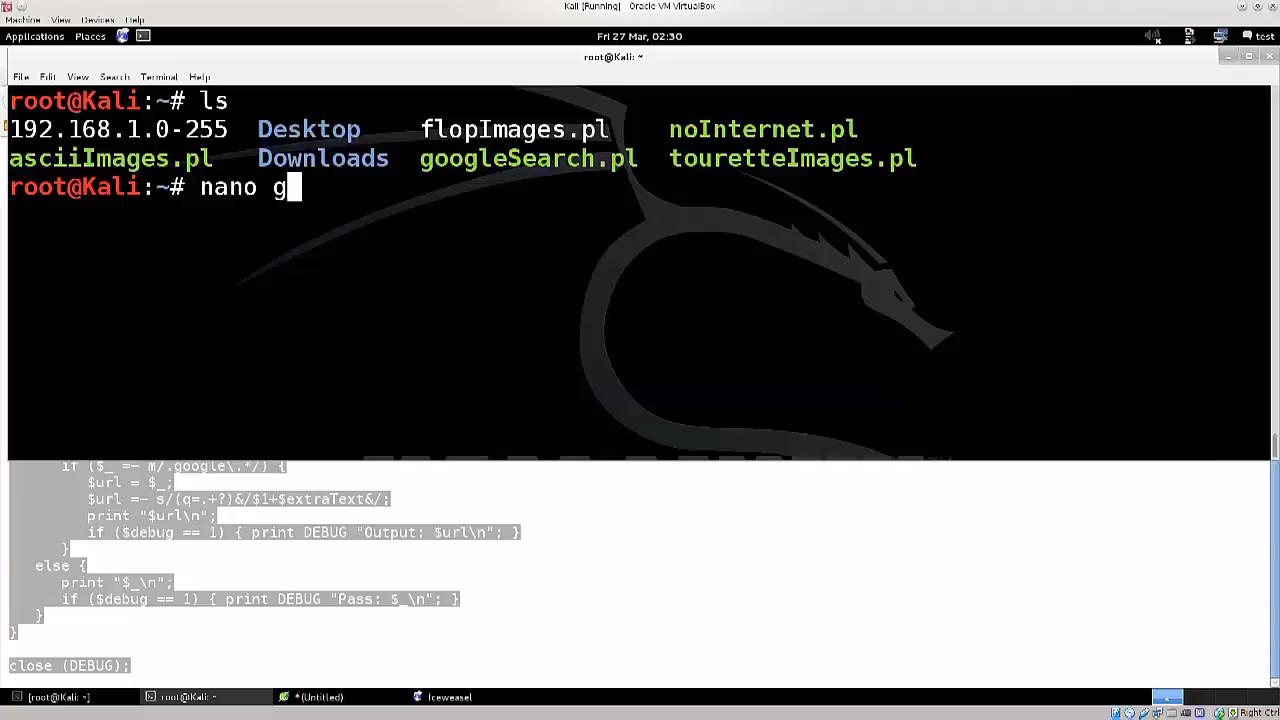 Kali [Running] - Oracle VM VirtualBox
Machine View Devices Help
Applications Places Fri 27 Mar, 02:30 test
root@Kali: ~
File Edit View Search Terminal Help
root@Kali:~# ls
192.168.1.0-255 Desktop flopImages.pl noInternet.pl
asciiImages.pl Downloads googleSearch.pl touretteImages.pl
root@Kali:~# nano g
if ($_ =~ m/.google\.*/) {
$url = $_;
$url =~ s/(q=.+?)&/$1+$extraText&/;
print "$url\n";
if ($debug == 1) { print DEBUG "Output: $url\n"; }
}
else {
print "$_\n";
if ($debug == 1) { print DEBUG "Pass: $_\n"; }
}
}
close (DEBUG);
[root@Kali: ~] root@Kali: ~ *(Untitled) Iceweasel
Right Ctrl